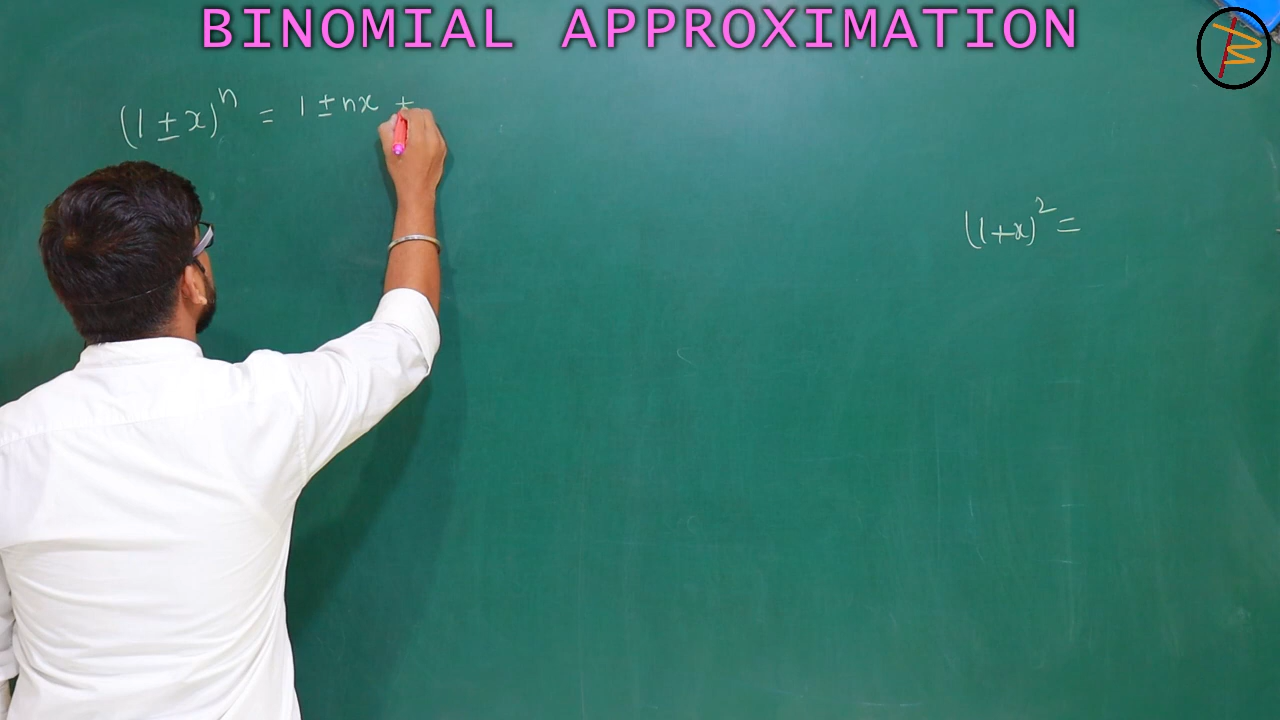 BINOMIAL APPROXIMATION
(1 ± x)^n = 1 ± nx +
(1+x)^2 =